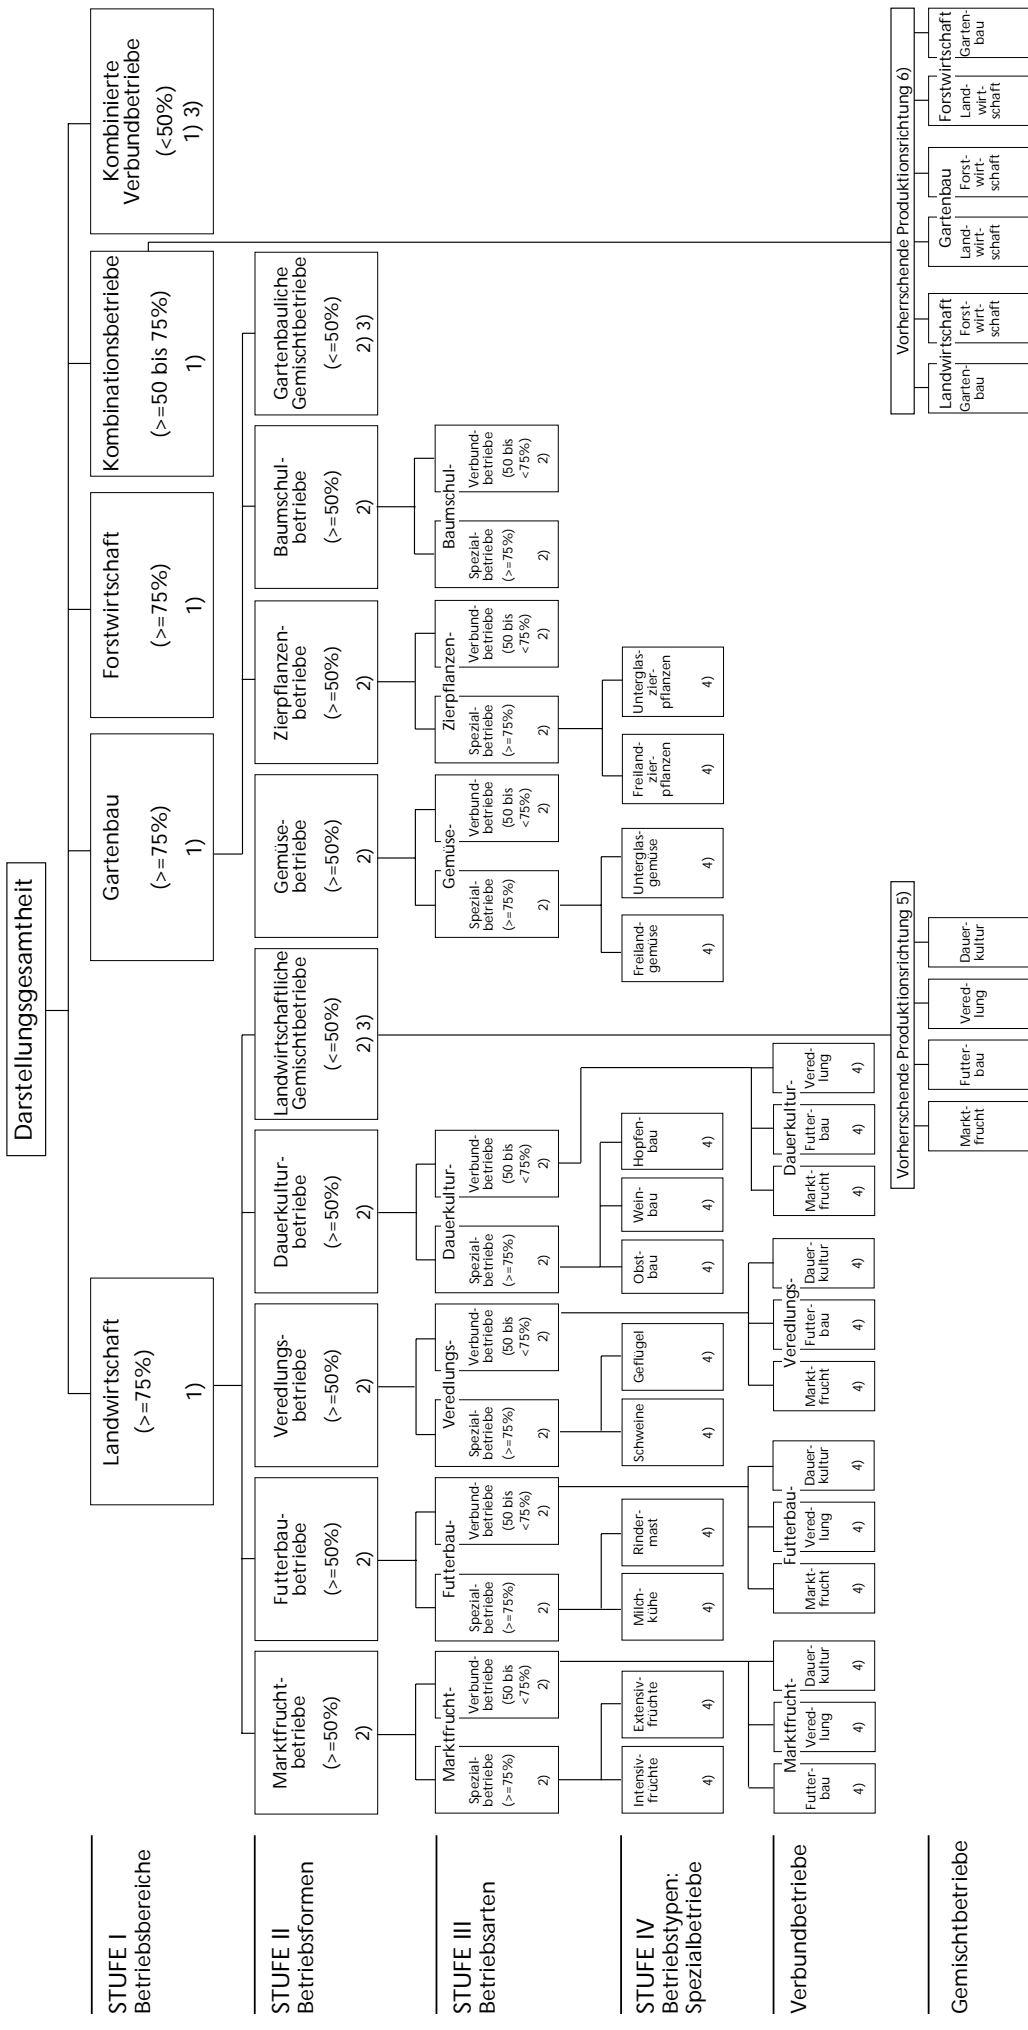 Darstellungsgesamtheit
STUFE I
Betriebsbereiche
Landwirtschaft
(>=75%)
1)
Gartenbau
(>=75%)
1)
Forstwirtschaft
(>=75%)
1)
Kombinationsbetriebe
(>=50 bis 75%)
1)
Kombinierte
Verbundbetriebe
(<50%)
1) 3)
STUFE II
Betriebsformen
Marktfrucht-
betriebe
(>=50%)
2)
Futterbau-
betriebe
(>=50%)
2)
Veredlungs-
betriebe
(>=50%)
2)
Dauerkultur-
betriebe
(>=50%)
2)
Landwirtschaftliche
Gemischtbetriebe
(<=50%)
2) 3)
Gemüse-
betriebe
(>=50%)
2)
Zierpflanzen-
betriebe
(>=50%)
2)
Baumschul-
betriebe
(>=50%)
2)
Gartenbauliche
Gemischtbetriebe
(<=50%)
2) 3)
STUFE III
Betriebsarten
Marktfrucht-
Spezial-
betriebe
(>=75%)
2)
Verbund-
betriebe
(50 bis
<75%)
2)
Futterbau-
Spezial-
betriebe
(>=75%)
2)
Verbund-
betriebe
(50 bis
<75%)
2)
Veredlungs-
Spezial-
betriebe
(>=75%)
2)
Verbund-
betriebe
(50 bis
<75%)
2)
Dauerkultur-
Spezial-
betriebe
(>=75%)
2)
Verbund-
betriebe
(50 bis
<75%)
2)
Gemüse-
Spezial-
betriebe
(>=75%)
2)
Verbund-
betriebe
(50 bis
<75%)
2)
Zierpflanzen-
Spezial-
betriebe
(>=75%)
2)
Verbund-
betriebe
(50 bis
<75%)
2)
Baumschul-
Spezial-
betriebe
(>=75%)
2)
Verbund-
betriebe
(50 bis
<75%)
2)
STUFE IV
Betriebstypen:
Spezialbetriebe
Intensiv-
früchte
4)
Extensiv-
früchte
4)
Milch-
kühe
4)
Rinder-
mast
4)
Schweine
4)
Geflügel
4)
Obst-
bau
4)
Wein-
bau
4)
Hopfen-
bau
4)
Freiland-
gemüse
4)
Unterglas-
gemüse
4)
Freiland-
zier-
pflanzen
4)
Unterglas-
zier-
pflanzen
4)
Verbundbetriebe
Marktfrucht-
Futter-
bau
4)
Vered-
lung
4)
Dauer-
kultur
4)
Futterbau-
Markt-
frucht
4)
Vered-
lung
4)
Dauer-
kultur
4)
Veredlungs-
Markt-
frucht
4)
Futter-
bau
4)
Dauer-
kultur
4)
Dauerkultur-
Markt-
frucht
4)
Futter-
bau
4)
Vered-
lung
4)
Gemischtbetriebe
Vorherrschende Produktionsrichtung 5)
Markt-
frucht
Futter-
bau
Vered-
lung
Dauer-
kultur
Vorherrschende Produktionsrichtung 6)
Landwirtschaft
Garten-
bau
Forst-
wirt-
schaft
Gartenbau
Land-
wirt-
schaft
Forst-
wirt-
schaft
Forstwirtschaft
Land-
wirt-
schaft
Garten-
bau